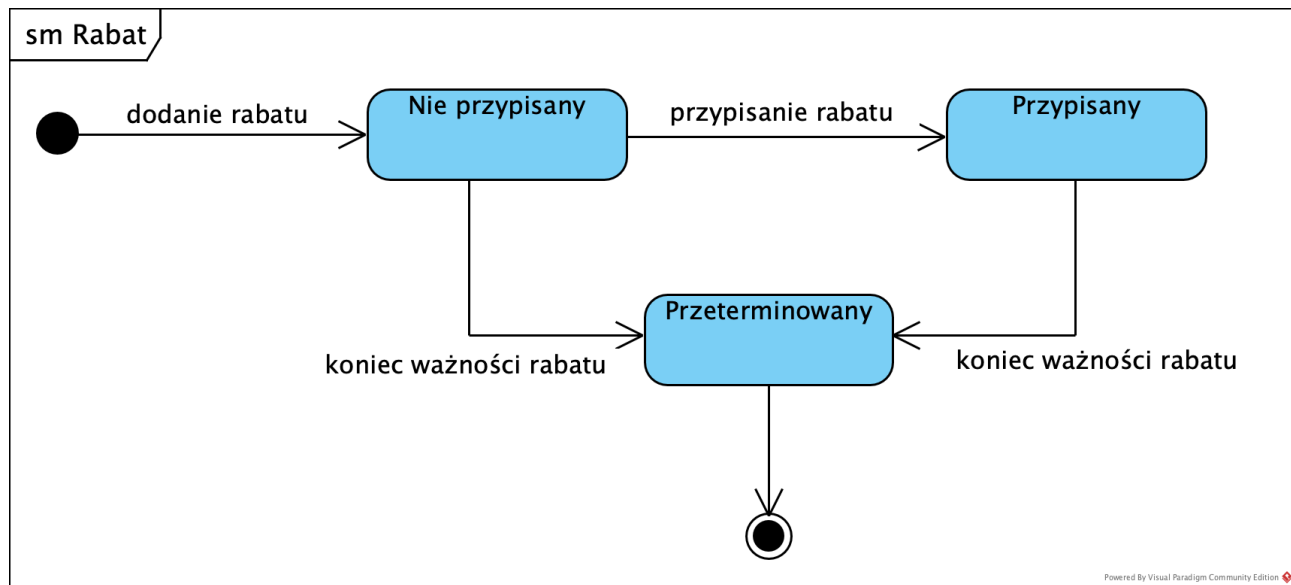 sm Rabat
dodanie rabatu
Nie przypisany
przypisanie rabatu
Przypisany
Przeterminowany
koniec ważności rabatu
koniec ważności rabatu
Powered By Visual Paradigm Community Edition